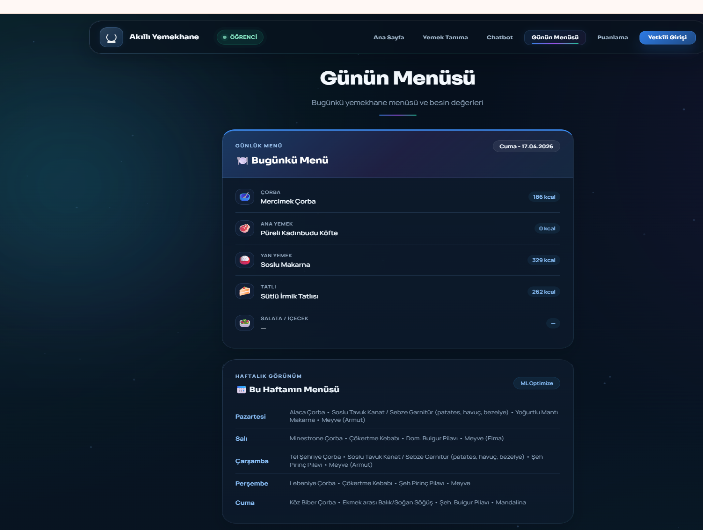 Akıllı Yemekhane
ÖĞRENCİ
Ana Sayfa
Yemek Tanıma
Chatbot
Günün Menüsü
Puanlama
Yetkili Girişi
Günün Menüsü
Bugünkü yemekhane menüsü ve besin değerleri
GÜNLÜK MENÜ
Cuma - 17.04.2026
Bugünkü Menü
ÇORBA
Mercimek Çorba
186 kcal
ANA YEMEK
Püreli Kadınbudu Köfte
0 kcal
YAN YEMEK
Soslu Makarna
329 kcal
TATLI
Sütlü İrmik Tatlısı
262 kcal
SALATA / İÇECEK
—
—
HAFTALIK GÖRÜNÜM
Bu Haftanın Menüsü
ML Optimize
Pazartesi
Alaca Çorba • Soslu Tavuk Kanat / Sebze Garnitür (patates, havuç, bezelye) • Yoğurtlu Mantı
Makarna • Meyve (Armut)
Salı
Minestrone Çorba • Çökertme Kebabı • Dom. Bulgur Pilavı • Meyve (Elma)
Çarşamba
Tel Şehriye Çorba • Soslu Tavuk Kanat / Sebze Garnitür (patates, havuç, bezelye) • Şeh
Pirinç Pilavı • Meyve (Armut)
Perşembe
Lebeniye Çorba • Çökertme Kebabı • Şeh Pirinç Pilavı • Meyve
Cuma
Köz Biber Çorba • Ekmek arası Balık/Soğan Söğüş • Şeh. Bulgur Pilavı • Mandalina